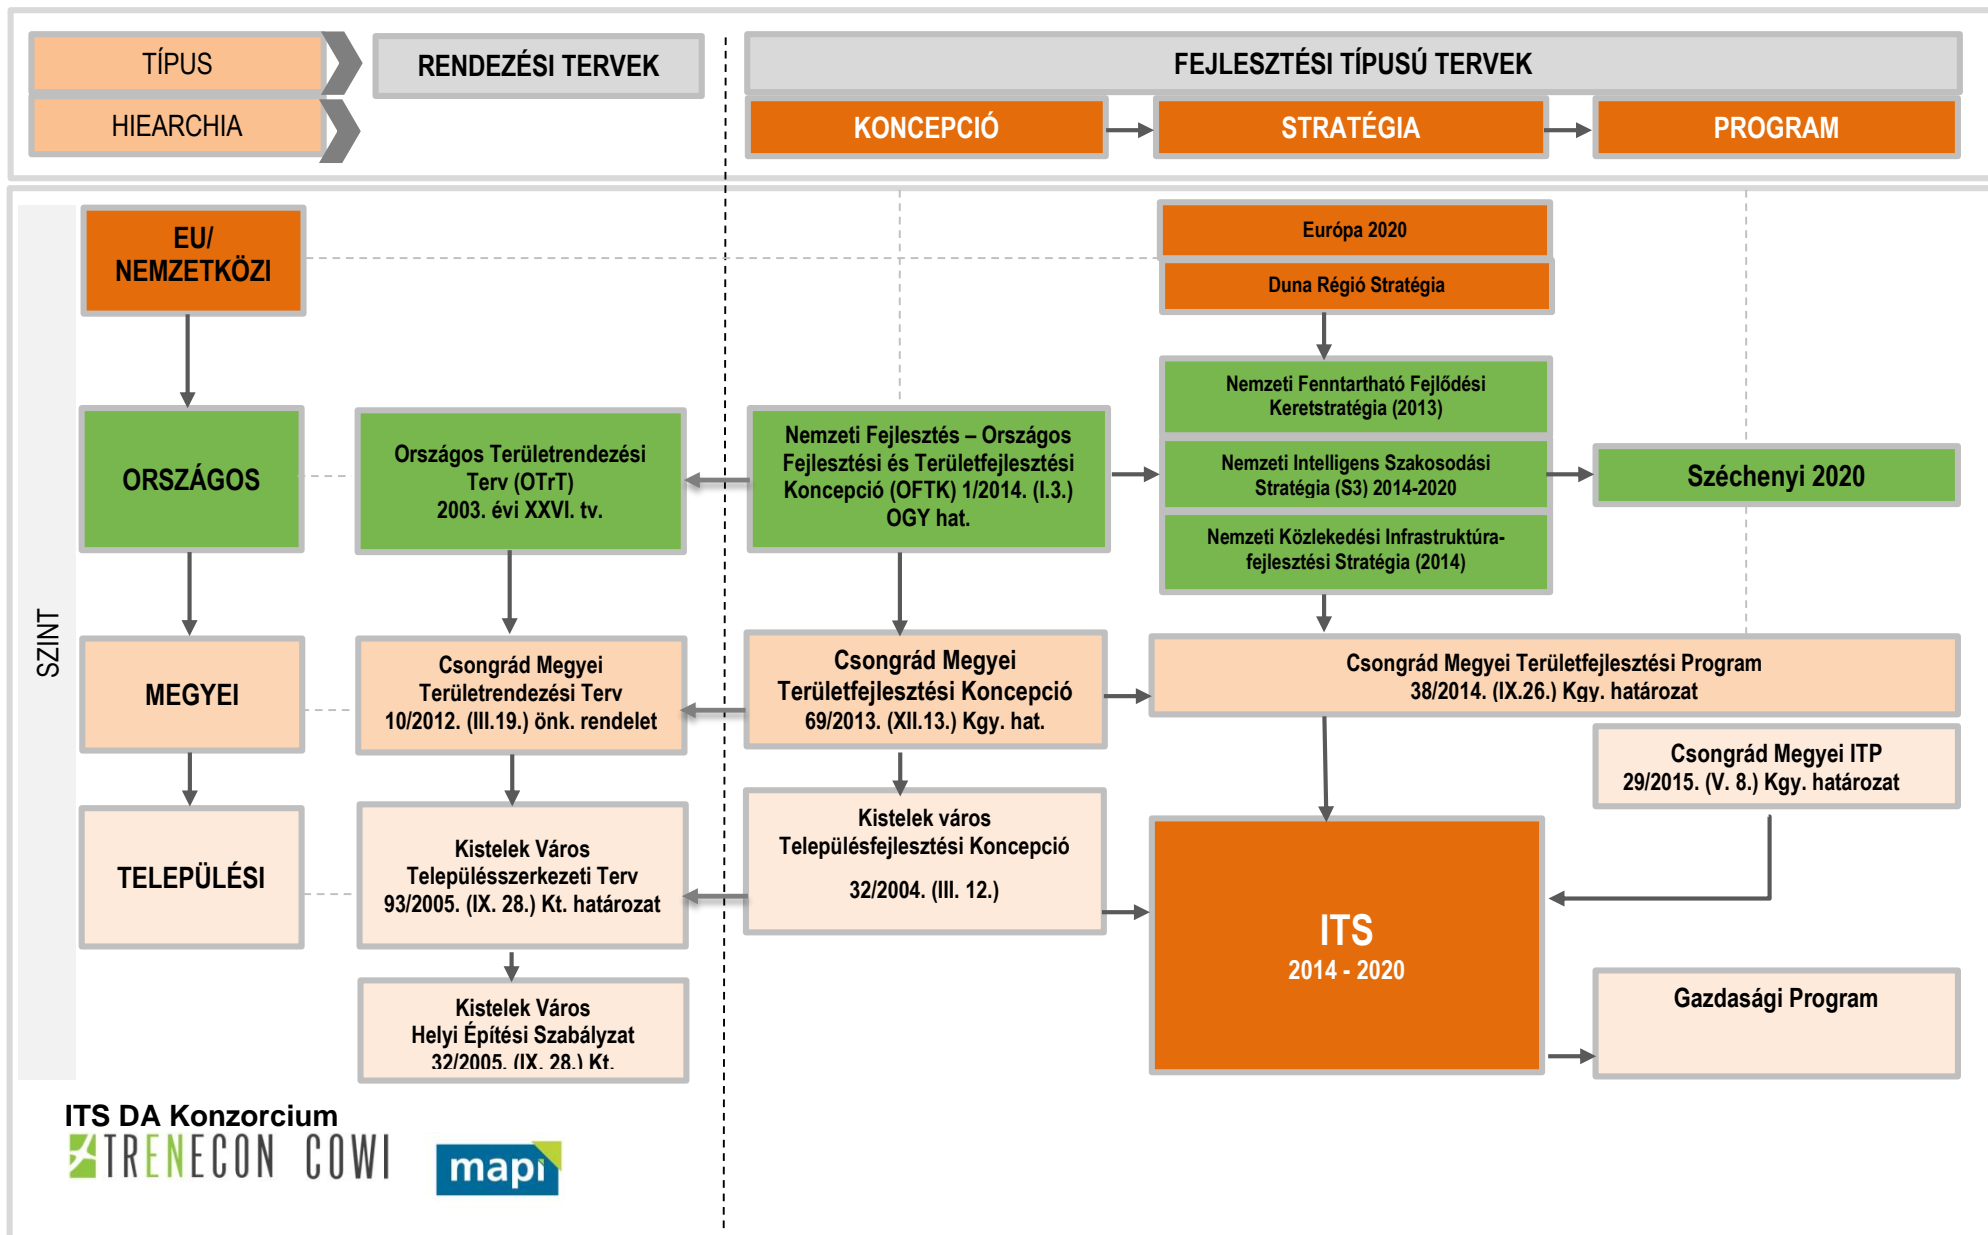 TÍPUS
RENDEZÉSI TERVEK
FEJLESZTÉSI TÍPUSÚ TERVEK
HIEARCHIA
KONCEPCIÓ
STRATÉGIA
PROGRAM
SZINT
EU/
NEMZETKÖZI
Európa 2020
Duna Régió Stratégia
ORSZÁGOS
Országos Területrendezési
Terv (OTrT)
2003. évi XXVI. tv.
Nemzeti Fejlesztés – Országos
Fejlesztési és Területfejlesztési
Koncepció (OFTK) 1/2014. (I.3.)
OGY hat.
Nemzeti Fenntartható Fejlődési
Keretstratégia (2013)
Nemzeti Intelligens Szakosodási
Stratégia (S3) 2014-2020
Nemzeti Közlekedési Infrastruktúra-
fejlesztési Stratégia (2014)
Széchenyi 2020
MEGYEI
Csongrád Megyei
Területrendezési Terv
10/2012. (III.19.) önk. rendelet
Csongrád Megyei
Területfejlesztési Koncepció
69/2013. (XII.13.) Kgy. hat.
Csongrád Megyei Területfejlesztési Program
38/2014. (IX.26.) Kgy. határozat
Csongrád Megyei ITP
29/2015. (V. 8.) Kgy. határozat
TELEPÜLÉSI
Kistelek Város
Településszerkezeti Terv
93/2005. (IX. 28.) Kt. határozat
Kistelek város
Településfejlesztési Koncepció
32/2004. (III. 12.)
ITS
2014 - 2020
Kistelek Város
Helyi Építési Szabályzat
32/2005. (IX. 28.) Kt.
Gazdasági Program
ITS DA Konzorcium
TRENECON COWI
mapi